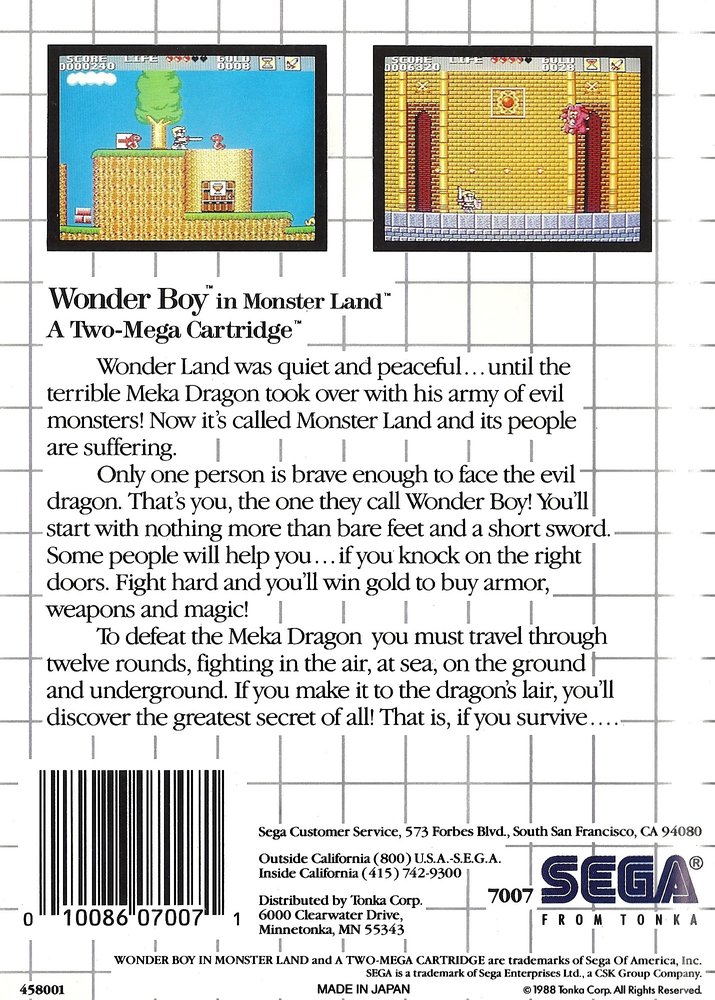 SCORE LIFE GOLD
0000240 0008
SCORE LIFE GOLD
0006320 0028
Wonder Boy™ in Monster Land™
A Two-Mega Cartridge™
Wonder Land was quiet and peaceful...until the
terrible Meka Dragon took over with his army of evil
monsters! Now it's called Monster Land and its people
are suffering.
Only one person is brave enough to face the evil
dragon. That's you, the one they call Wonder Boy! You'll
start with nothing more than bare feet and a short sword.
Some people will help you...if you knock on the right
doors. Fight hard and you'll win gold to buy armor,
weapons and magic!
To defeat the Meka Dragon you must travel through
twelve rounds, fighting in the air, at sea, on the ground
and underground. If you make it to the dragon's lair, you'll
discover the greatest secret of all! That is, if you survive....
0 10086 07007 1
Sega Customer Service, 573 Forbes Blvd., South San Francisco, CA 94080
Outside California (800) U.S.A.-S.E.G.A.
Inside California (415) 742-9300
Distributed by Tonka Corp.
6000 Clearwater Drive,
Minnetonka, MN 55343
7007
SEGA®
FROM TONKA
WONDER BOY IN MONSTER LAND and A TWO-MEGA CARTRIDGE are trademarks of Sega Of America, Inc.
SEGA is a trademark of Sega Enterprises Ltd., a CSK Group Company.
458001
MADE IN JAPAN
©1988 Tonka Corp. All Rights Reserved.